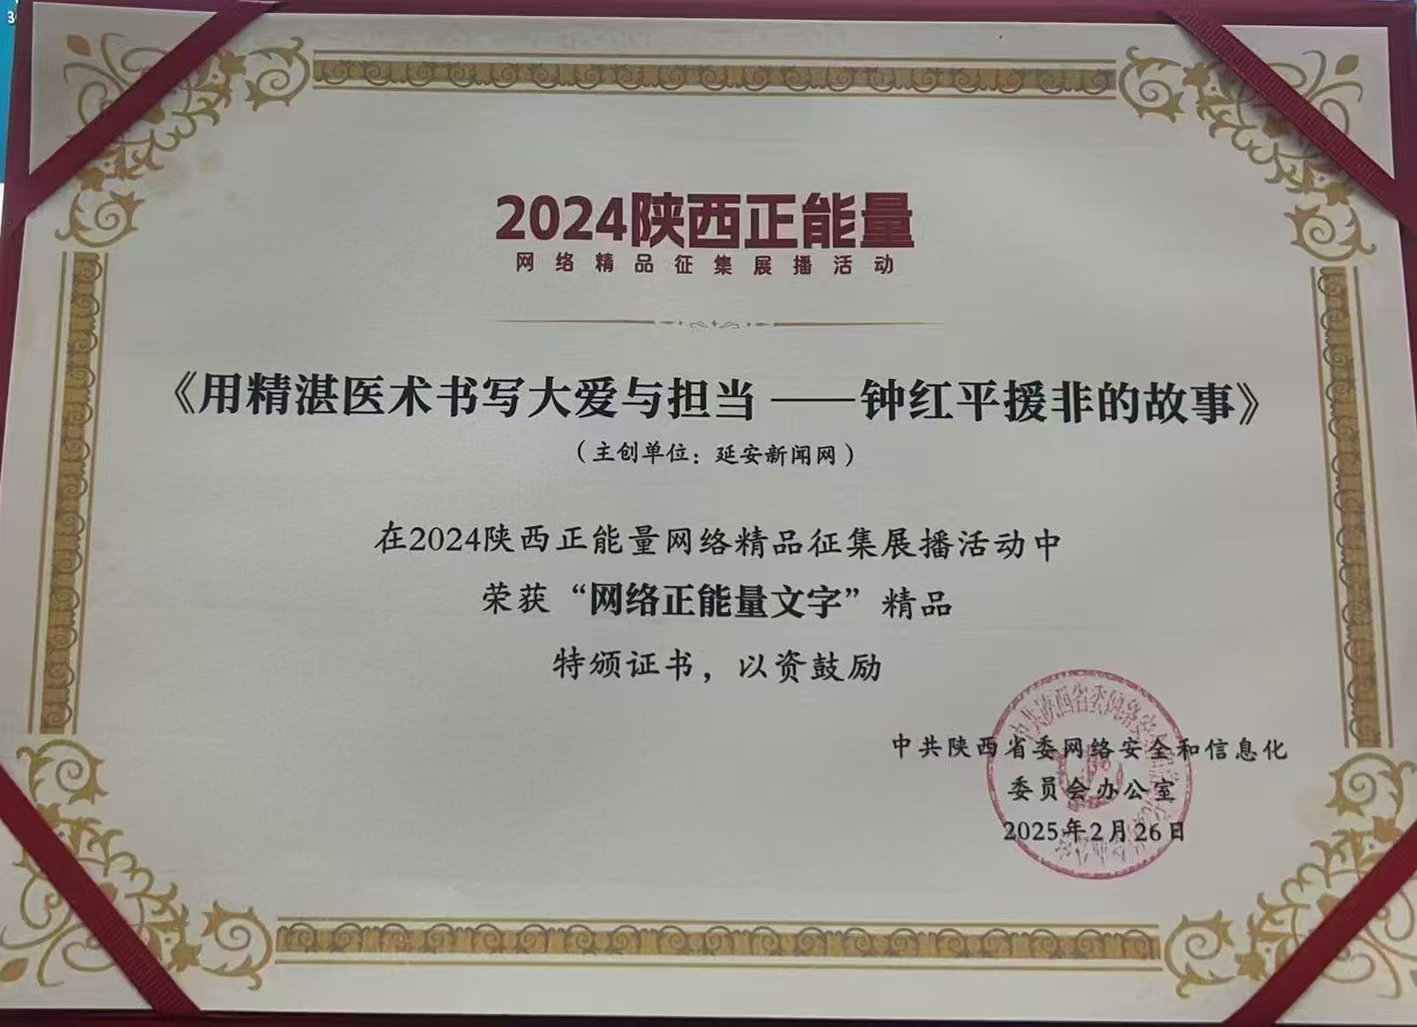 2024陕西正能量
网络精品征集展播活动
《用精湛医术书写大爱与担当 ——钟红平援非的故事》
（主创单位：延安新闻网）
在2024陕西正能量网络精品征集展播活动中
荣获“网络正能量文字”精品
特颁证书，以资鼓励
中共陕西省委网络安全和信息化
委员会办公室
2025年2月26日